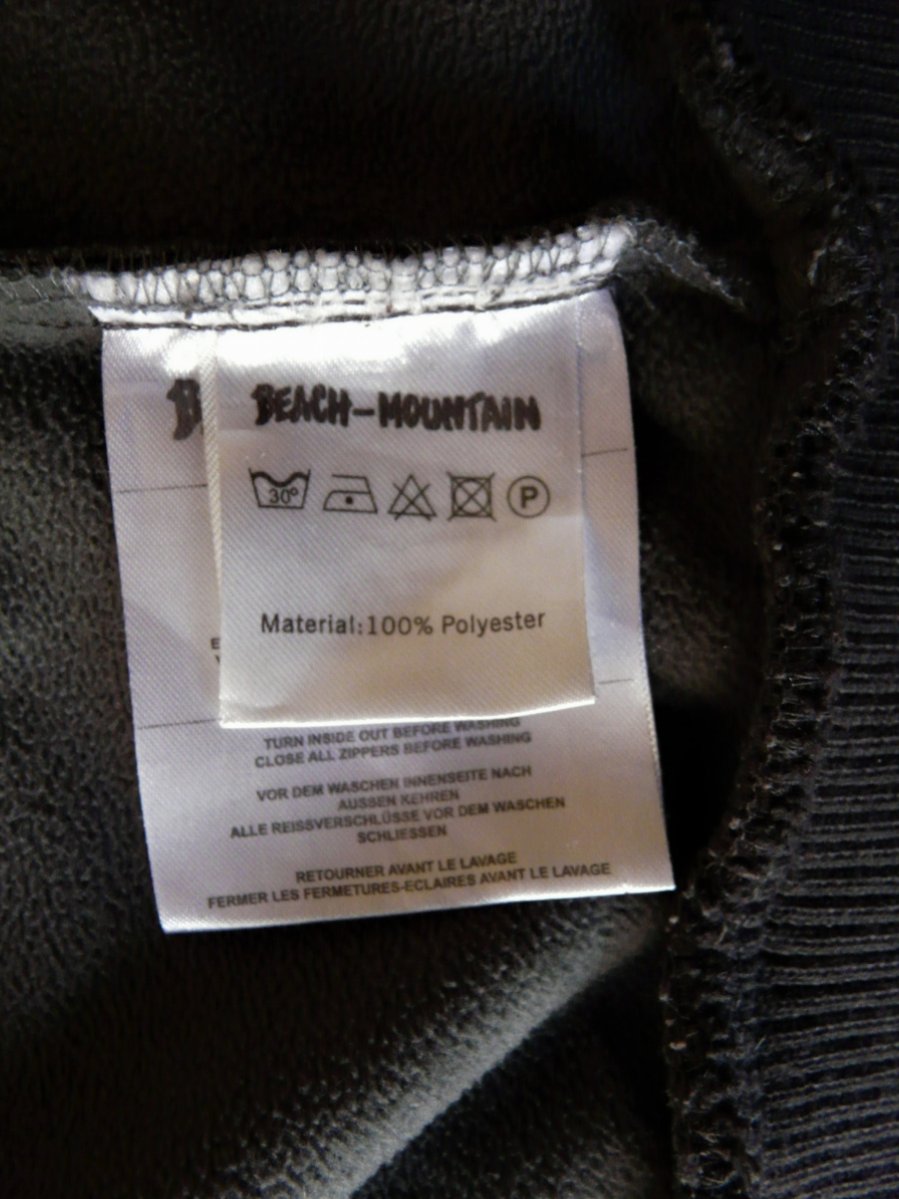 BEACH-MOUNTAIN
30°
P
Material:100% Polyester
TURN INSIDE OUT BEFORE WASHING
CLOSE ALL ZIPPERS BEFORE WASHING
VOR DEM WASCHEN INNENSEITE NACH
AUSSEN KEHREN
ALLE REISSVERSCHLÜSSE VOR DEM WASCHEN
SCHLIESSEN
RETOURNER AVANT LE LAVAGE
FERMER LES FERMETURES-ECLAIRES AVANT LE LAVAGE